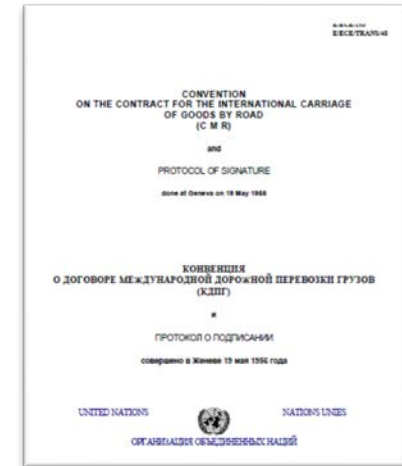 E/ECE/TRANS/48
CONVENTION
ON THE CONTRACT FOR THE INTERNATIONAL CARRIAGE
OF GOODS BY ROAD
(C M R)
and
PROTOCOL OF SIGNATURE
done at Geneva on 19 May 1956
КОНВЕНЦИЯ
О ДОГОВОРЕ МЕЖДУНАРОДНОЙ ДОРОЖНОЙ ПЕРЕВОЗКИ ГРУЗОВ
(КДПГ)
и
ПРОТОКОЛ О ПОДПИСАНИИ
совершено в Женеве 19 мая 1956 года
UNITED NATIONS
NATIONS UNIES
ОРГАНИЗАЦИЯ ОБЪЕДИНЕННЫХ НАЦИЙ